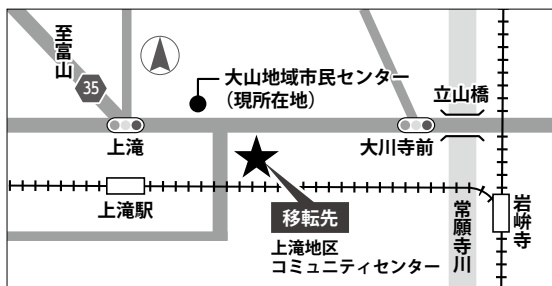 至富山
35
大山地域市民センター
（現所在地）
立山橋
上滝
大川寺前
上滝駅
移転先
上滝地区
コミュニティセンター
常願寺川
岩峅寺